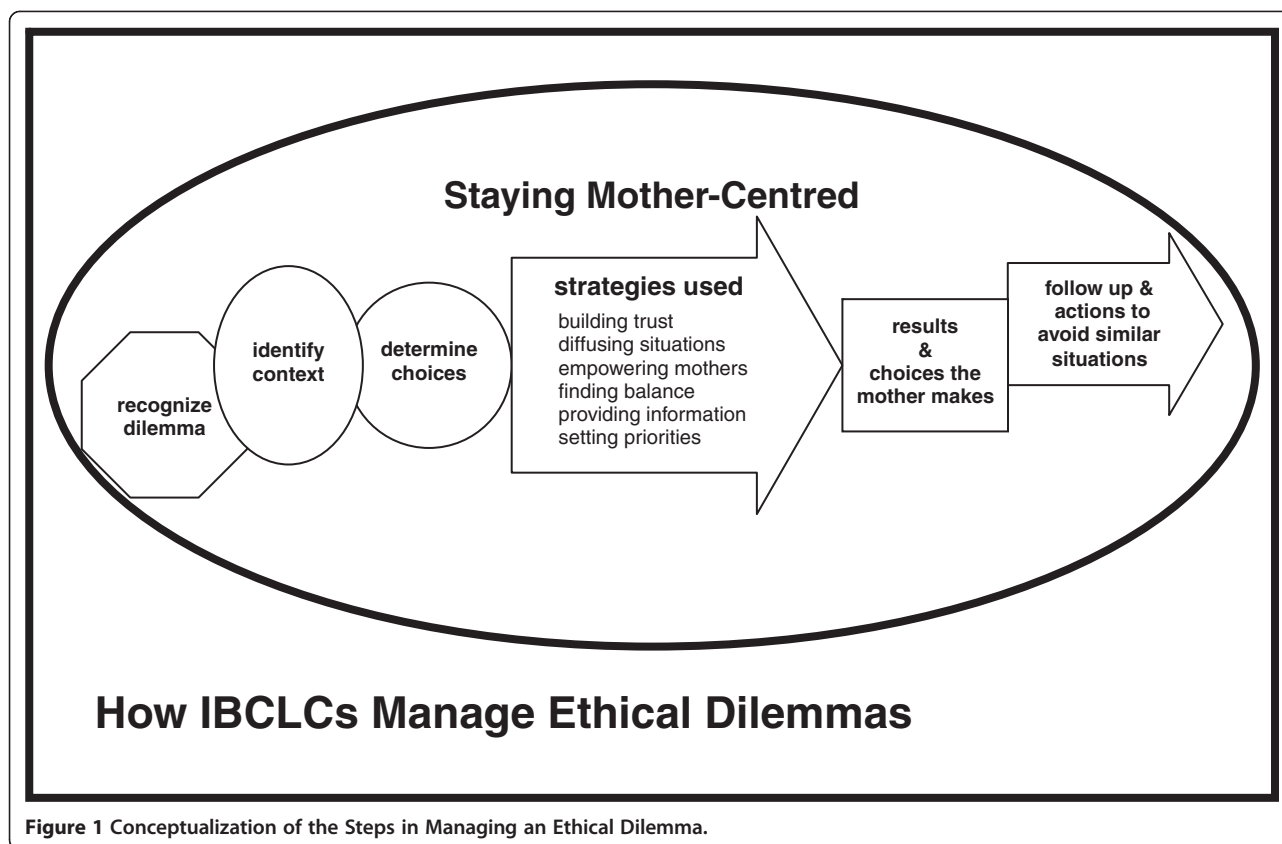 Staying Mother-Centred
recognize
dilemma
identify
context
determine
choices
strategies used
building trust
diffusing situations
empowering mothers
finding balance
providing information
setting priorities
results
&
choices the
mother makes
follow up &
actions to
avoid similar
situations
How IBCLCs Manage Ethical Dilemmas
Figure 1 Conceptualization of the Steps in Managing an Ethical Dilemma.